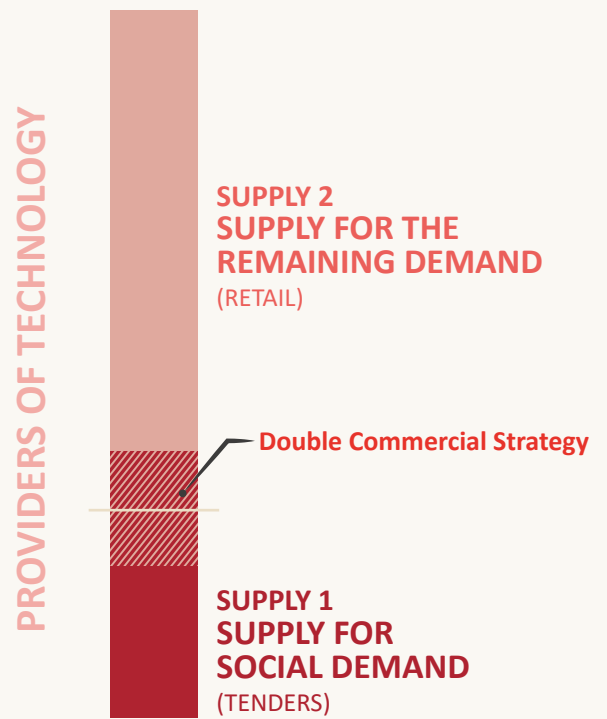 PROVIDERS OF TECHNOLOGY
SUPPLY 2
SUPPLY FOR THE
REMAINING DEMAND
(RETAIL)
Double Commercial Strategy
SUPPLY 1
SUPPLY FOR
SOCIAL DEMAND
(TENDERS)